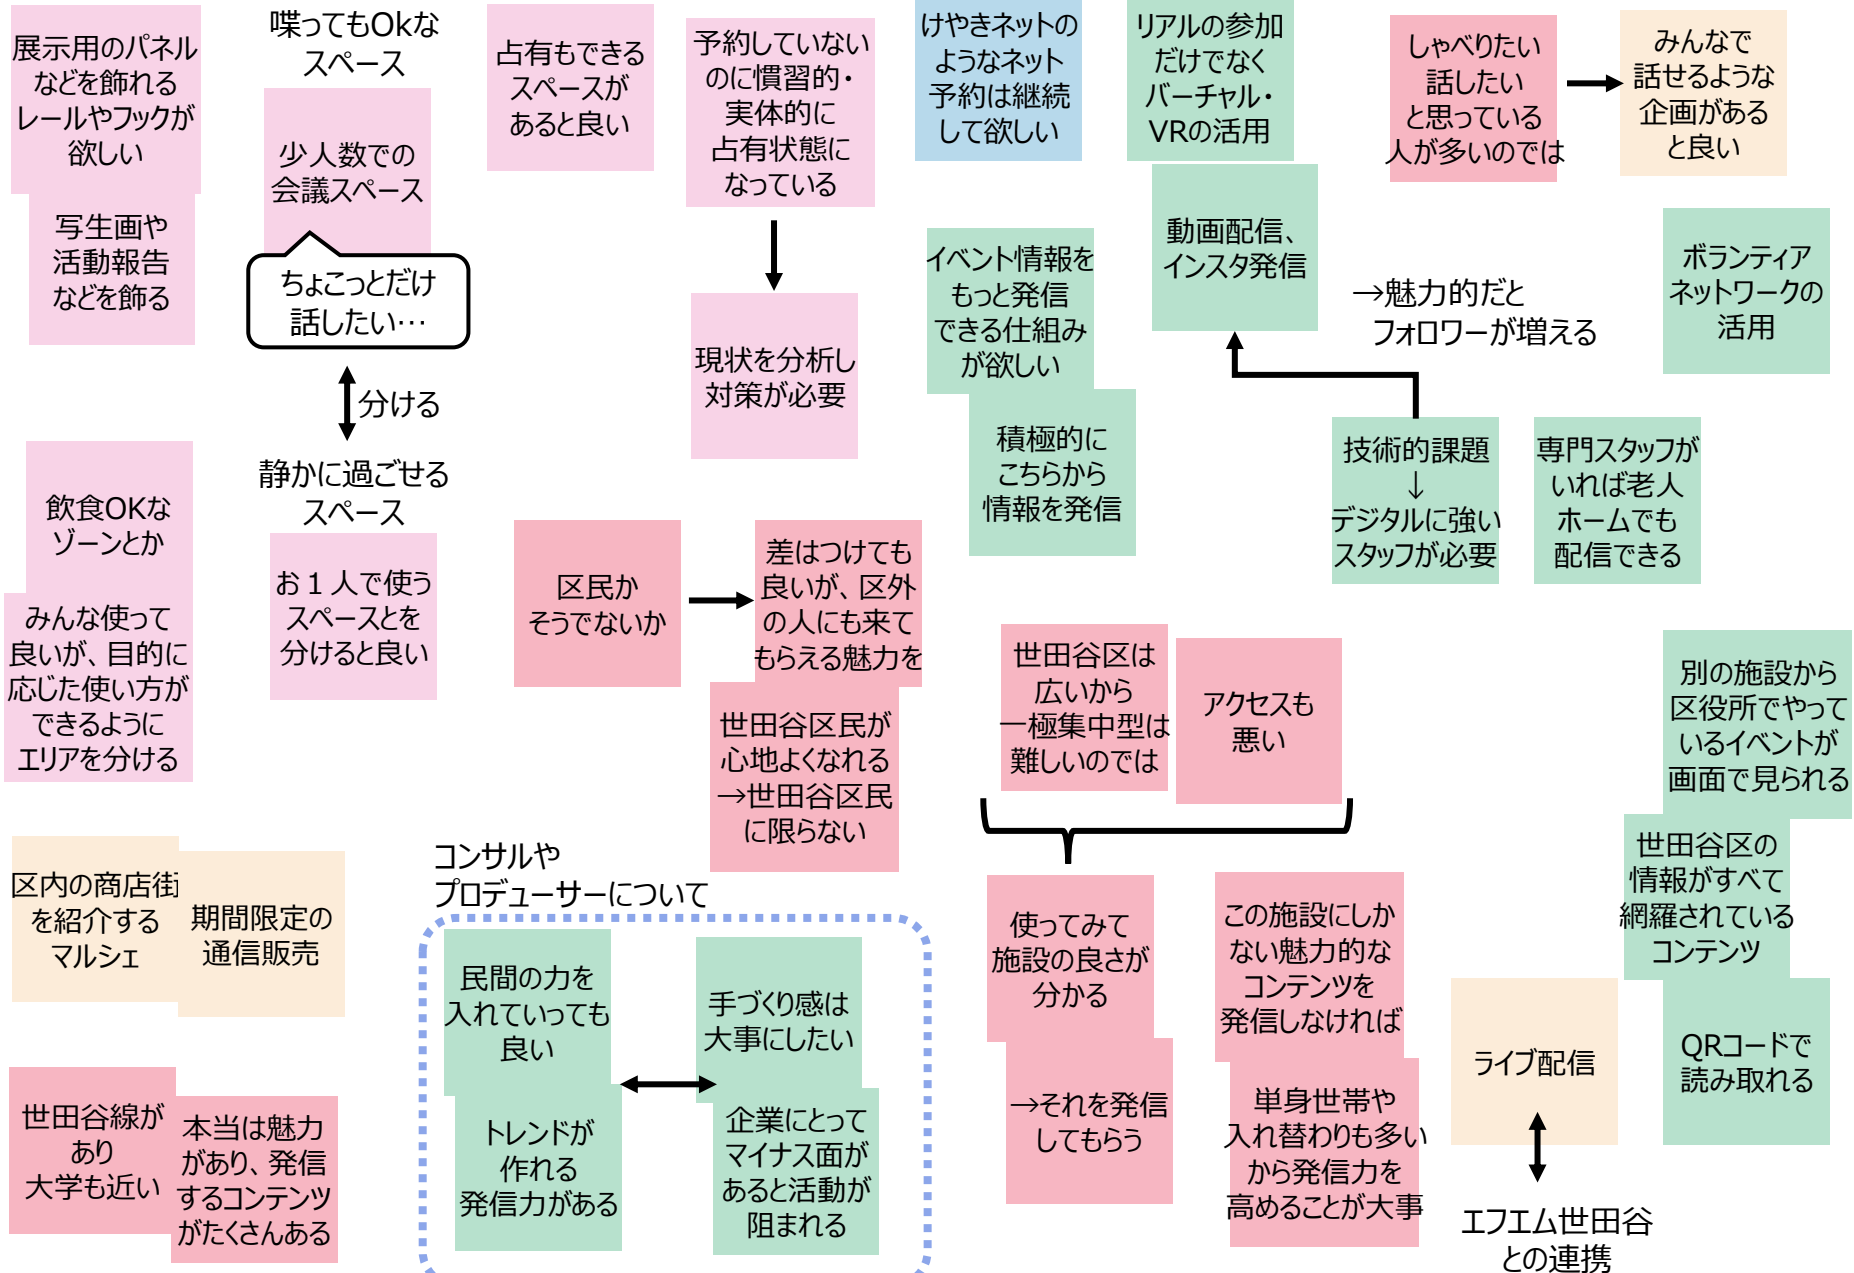 展示用のパネル
などを飾れる
レールやフックが
欲しい
写生画や
活動報告
などを飾る
喋ってもOkな
スペース
少人数での
会議スペース
ちょこっとだけ
話したい…
分ける
静かに過ごせる
スペース
お１人で使う
スペースとを
分けると良い
飲食OKな
ゾーンとか
みんな使って
良いが、目的に
応じた使い方が
できるように
エリアを分ける
占有もできる
スペースが
あると良い
予約していない
のに慣習的・
実体的に
占有状態に
なっている
現状を分析し
対策が必要
けやきネットの
ようなネット
予約は継続
して欲しい
リアルの参加
だけでなく
バーチャル・
VRの活用
動画配信、
インスタ発信
イベント情報を
もっと発信
できる仕組み
が欲しい
積極的に
こちらから
情報を発信
→魅力的だと
フォロワーが増える
技術的課題
↓
デジタルに強い
スタッフが必要
専門スタッフが
いれば老人
ホームでも
配信できる
しゃべりたい
話したい
と思っている
人が多いのでは
みんなで
話せるような
企画がある
と良い
ボランティア
ネットワークの
活用
区民か
そうでないか
差はつけても
良いが、区外
の人にも来て
もらえる魅力を
世田谷区民が
心地よくなれる
→世田谷区民
に限らない
世田谷区は
広いから
一極集中型は
難しいのでは
アクセスも
悪い
使ってみて
施設の良さが
分かる
→それを発信
してもらう
この施設にしか
ない魅力的な
コンテンツを
発信しなければ
単身世帯や
入れ替わりも多い
から発信力を
高めることが大事
別の施設から
区役所でやって
いるイベントが
画面で見られる
世田谷区の
情報がすべて
網羅されている
コンテンツ
QRコードで
読み取れる
ライブ配信
エフエム世田谷
との連携
区内の商店街
を紹介する
マルシェ
期間限定の
通信販売
世田谷線が
あり
大学も近い
本当は魅力
があり、発信
するコンテンツ
がたくさんある
コンサルや
プロデューサーについて
民間の力を
入れていっても
良い
トレンドが
作れる
発信力がある
手づくり感は
大事にしたい
企業にとって
マイナス面が
あると活動が
阻まれる